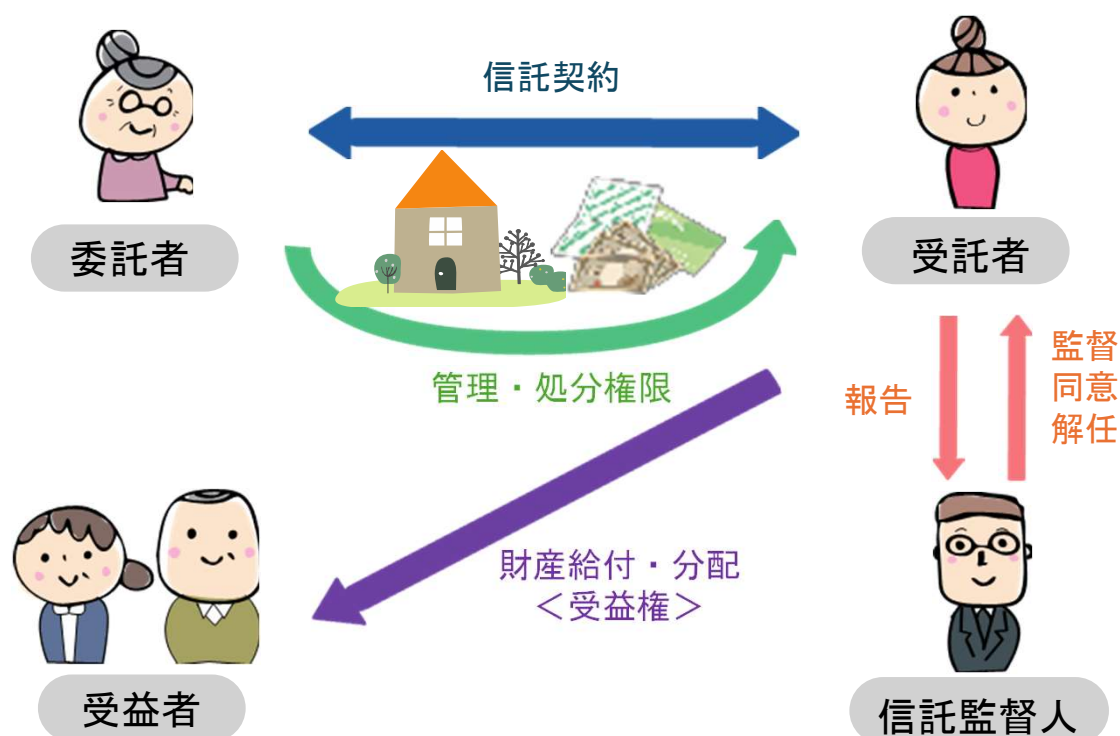 信託契約
委託者
受託者
管理・処分権限
報告
監督
同意
解任
財産給付・分配
＜受益権＞
受益者
信託監督人